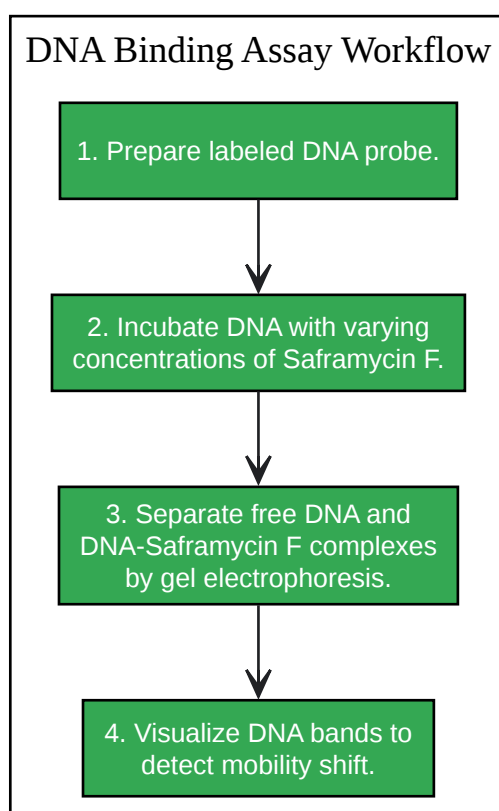 DNA Binding Assay Workflow
1. Prepare labeled DNA probe.
2. Incubate DNA with varying
concentrations of Saframycin F.
3. Separate free DNA and
DNA-Saframycin F complexes
by gel electrophoresis.
4. Visualize DNA bands to
detect mobility shift.